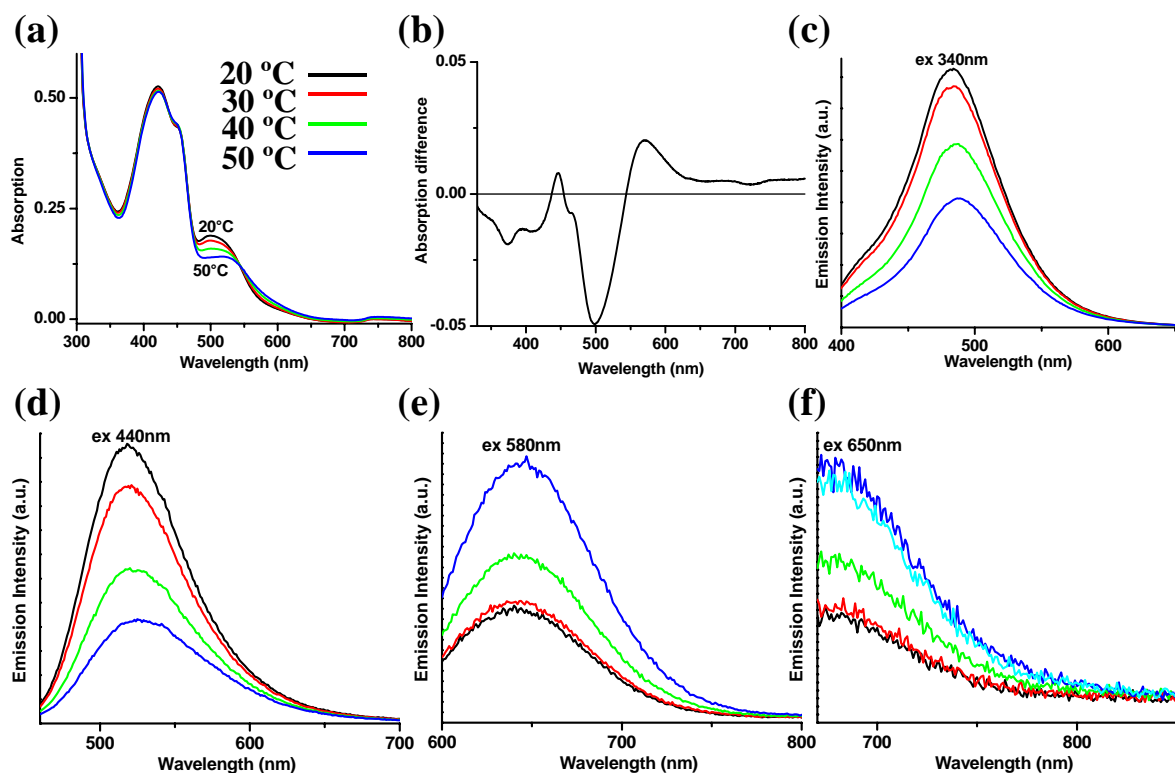 (a)
20 ºC
30 ºC
40 ºC
50 ºC
0.50
0.25
0.00
Absorption
20°C
50°C
300 400 500 600 700 800
Wavelength (nm)
(b)
0.05
0.00
-0.05
Absorption difference
400 500 600 700 800
Wavelength (nm)
(c)
ex 340nm
Emission Intensity (a.u.)
400 500 600
Wavelength (nm)
(d)
ex 440nm
Emission Intensity (a.u.)
500 600 700
Wavelength (nm)
(e)
ex 580nm
Emission Intensity (a.u.)
600 700 800
Wavelength (nm)
(f)
ex 650nm
Emission Intensity (a.u.)
700 800
Wavelength (nm)